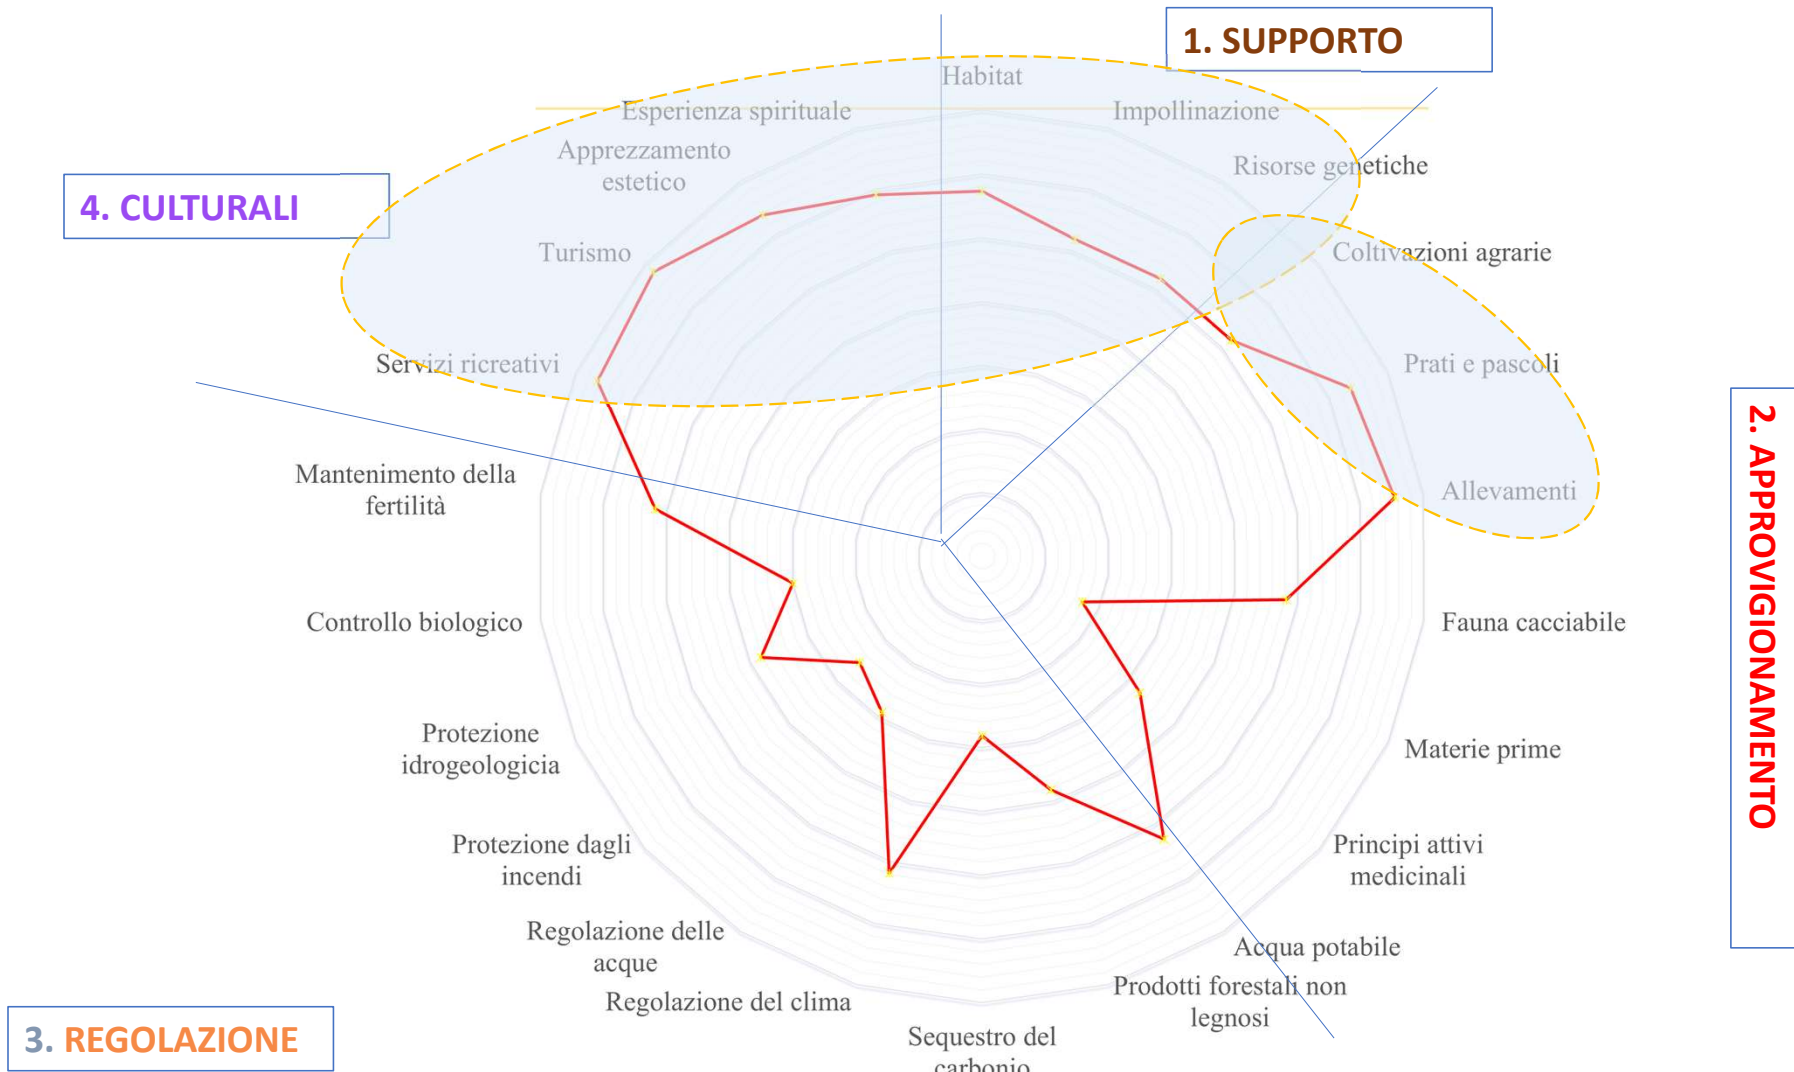 1. SUPPORTO
Habitat
Esperienza spirituale
Impollinazione
Apprezzamento
estetico
Risorse genetiche
4. CULTURALI
Turismo
Coltivazioni agrarie
Servizi ricreativi
Prati e pascoli
2. APPROVIGIONAMENTO
Mantenimento della
fertilità
Allevamenti
Controllo biologico
Fauna cacciabile
Protezione
idrogeologicia
Materie prime
Protezione dagli
incendi
Principi attivi
medicinali
Regolazione delle
acque
Acqua potabile
Regolazione del clima
Prodotti forestali non
legnosi
3. REGOLAZIONE
Sequestro del
carbonio